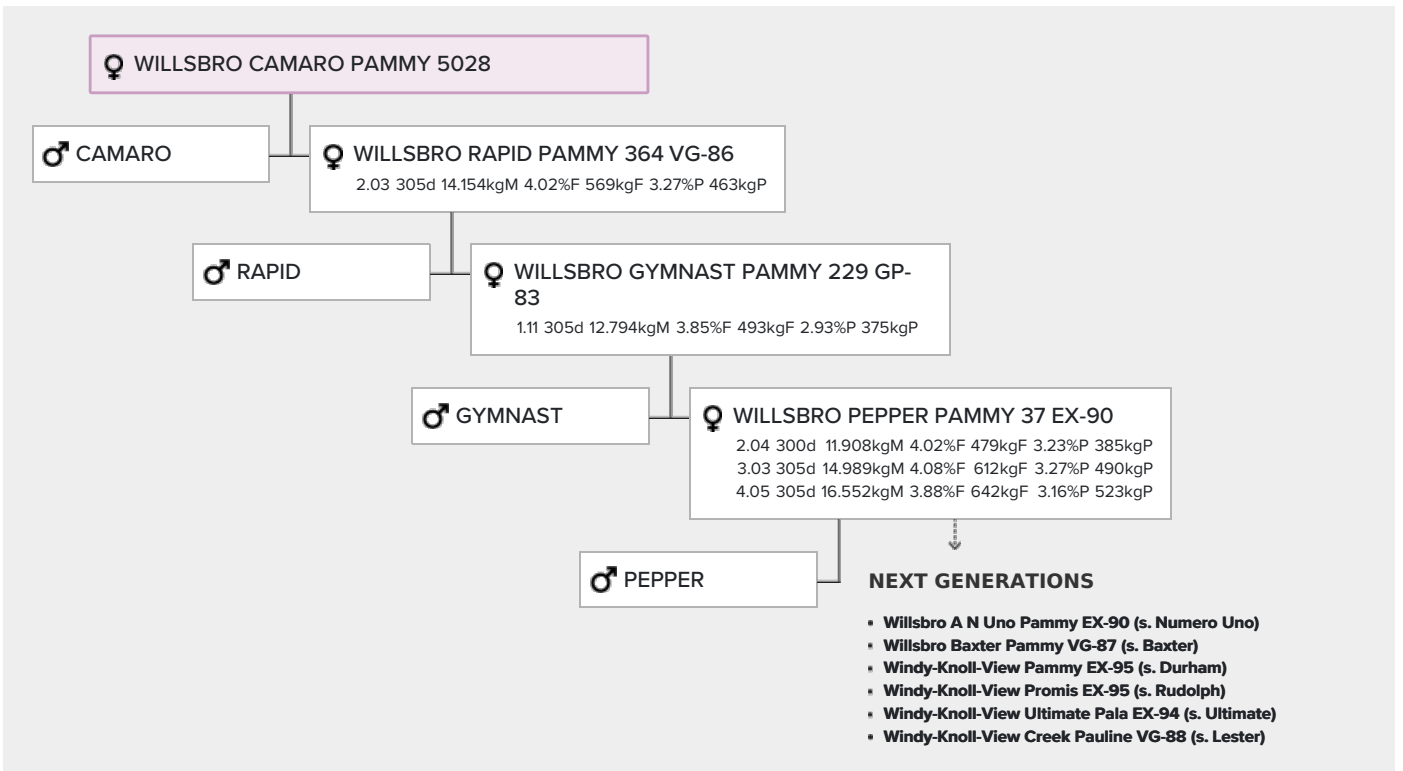 WILLSBRO CAMARO PAMMY 5028
CAMARO
WILLSBRO RAPID PAMMY 364 VG-86
2.03 305d 14.154kgM 4.02%F 569kgF 3.27%P 463kgP
RAPID
WILLSBRO GYMNAST PAMMY 229 GP-
83
1.11 305d 12.794kgM 3.85%F 493kgF 2.93%P 375kgP
GYMNAST
WILLSBRO PEPPER PAMMY 37 EX-90
2.04 300d 11.908kgM 4.02%F 479kgF 3.23%P 385kgP
3.03 305d 14.989kgM 4.08%F 612kgF 3.27%P 490kgP
4.05 305d 16.552kgM 3.88%F 642kgF 3.16%P 523kgP
PEPPER
NEXT GENERATIONS
• Willsbro A N Uno Pammy EX-90 (s. Numero Uno)
• Willsbro Baxter Pammy VG-87 (s. Baxter)
• Windy-Knoll-View Pammy EX-95 (s. Durham)
• Windy-Knoll-View Promis EX-95 (s. Rudolph)
• Windy-Knoll-View Ultimate Pala EX-94 (s. Ultimate)
• Windy-Knoll-View Creek Pauline VG-88 (s. Lester)